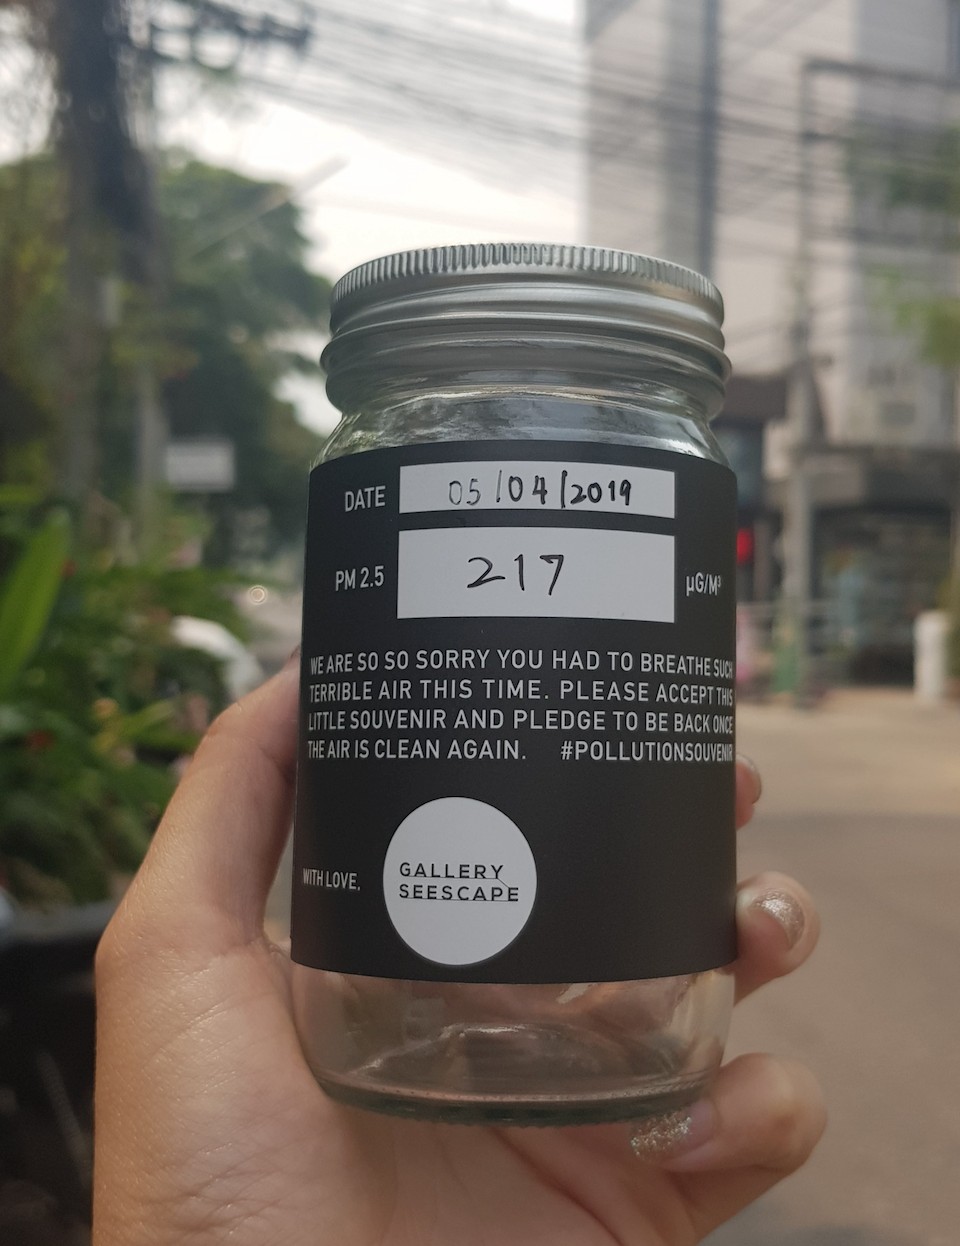 DATE 05/04/2019
PM 2.5 217 µG/M³
WE ARE SO SO SORRY YOU HAD TO BREATHE SUCH
TERRIBLE AIR THIS TIME. PLEASE ACCEPT THIS
LITTLE SOUVENIR AND PLEDGE TO BE BACK ONCE
THE AIR IS CLEAN AGAIN. #POLLUTIONSOUVENIR
WITH LOVE,
GALLERY
SEESCAPE